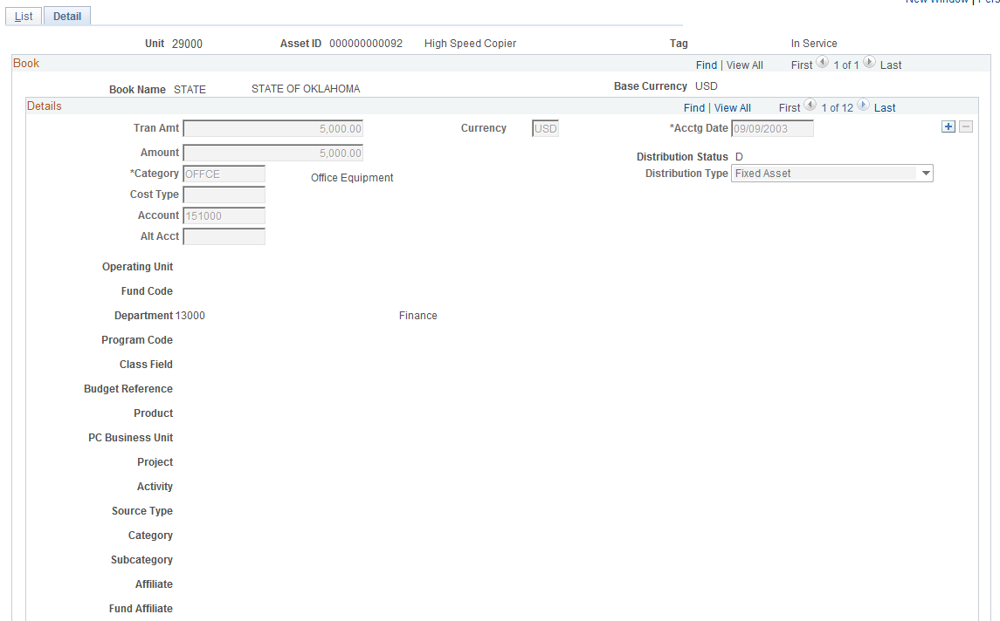 New Window | Pers
List Detail
Unit 29000 Asset ID 000000000092 High Speed Copier Tag In Service
Book Find | View All First 1 of 1 Last
Book Name STATE STATE OF OKLAHOMA Base Currency USD
Details Find | View All First 1 of 12 Last
Tran Amt 5,000.00 Currency USD *Acctg Date 09/09/2003
Amount 5,000.00 Distribution Status D
*Category OFFCE Office Equipment Distribution Type Fixed Asset
Cost Type
Account 151000
Alt Acct
Operating Unit
Fund Code
Department 13000 Finance
Program Code
Class Field
Budget Reference
Product
PC Business Unit
Project
Activity
Source Type
Category
Subcategory
Affiliate
Fund Affiliate